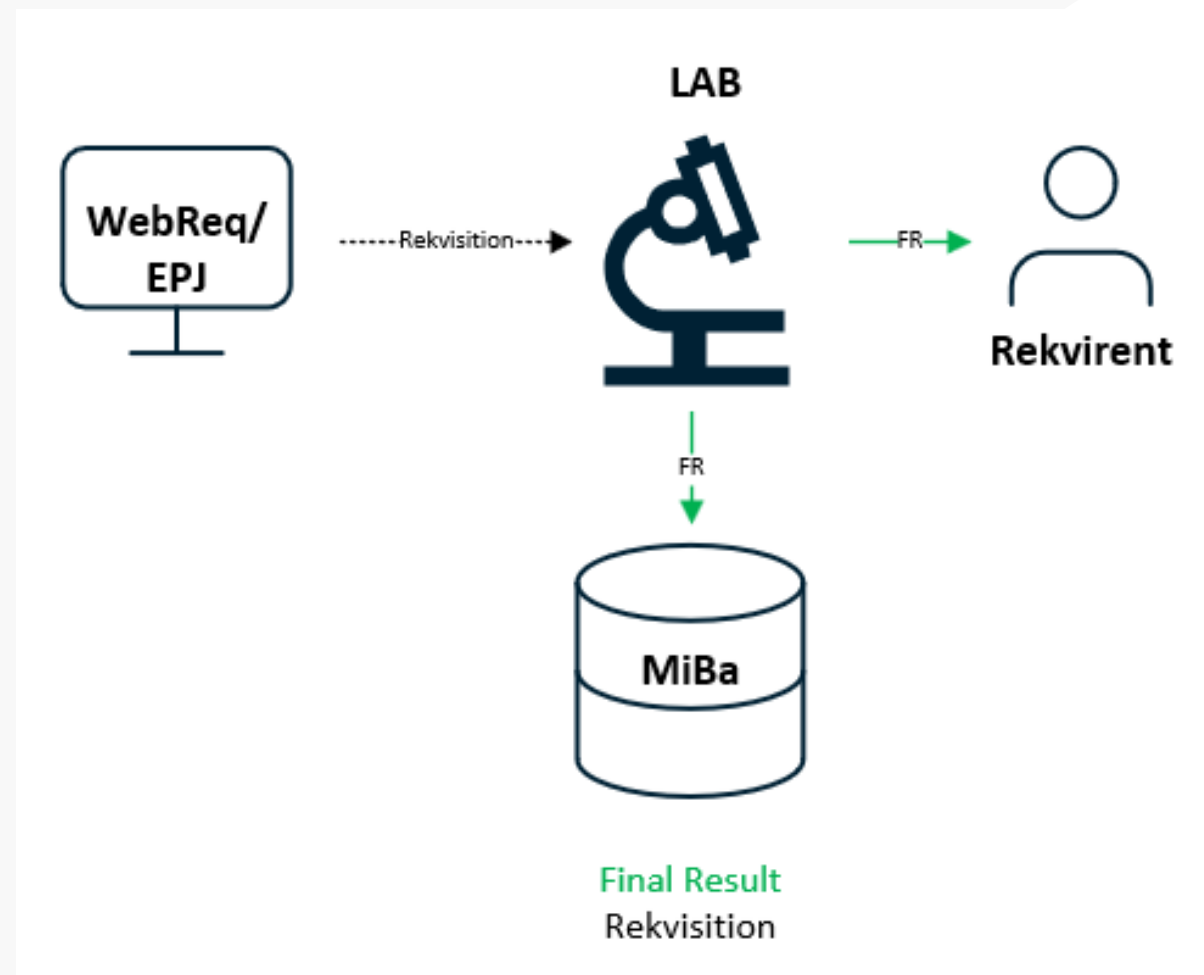 LAB
WebReq/
EPJ
Rekvisition
FR
Rekvirent
FR
MiBa
Final Result
Rekvisition